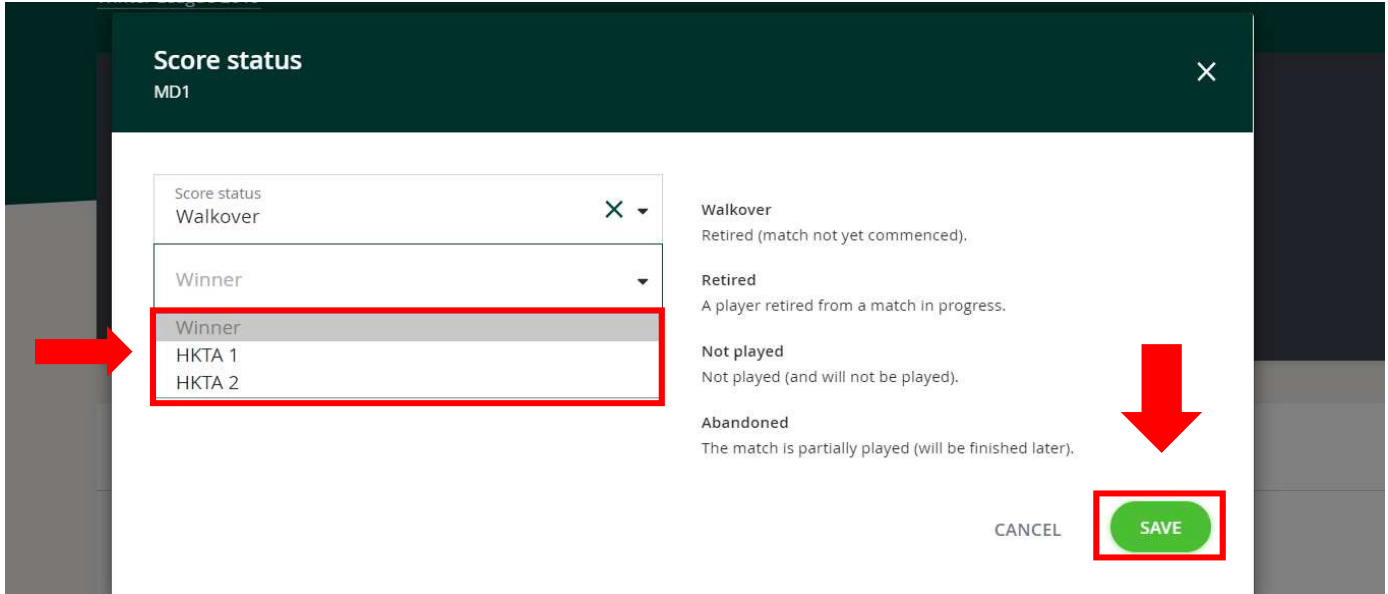 Score status
MD1
Score status
Walkover
Winner
Winner
HKTA 1
HKTA 2
Walkover
Retired (match not yet commenced).
Retired
A player retired from a match in progress.
Not played
Not played (and will not be played).
Abandoned
The match is partially played (will be finished later).
CANCEL
SAVE